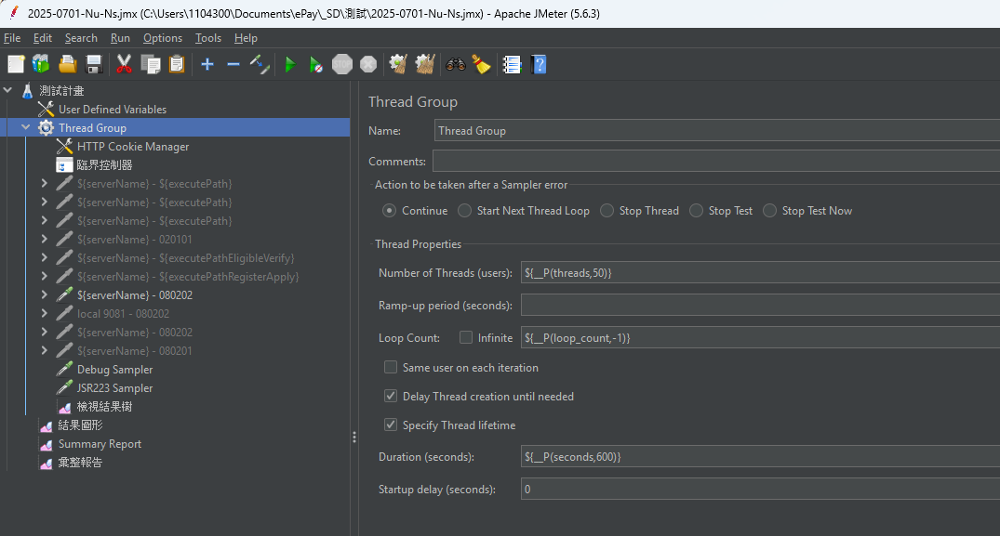 2025-0701-Nu-Ns.jmx (C:\Users\1104300\Documents\ePay\_SD\測試\2025-0701-Nu-Ns.jmx) - Apache JMeter (5.6.3)
File Edit Search Run Options Tools Help
測試計畫
User Defined Variables
Thread Group
HTTP Cookie Manager
臨界控制器
${serverName} - ${executePath}
${serverName} - ${executePath}
${serverName} - ${executePath}
${serverName} - 020101
${serverName} - ${executePathEligibleVerify}
${serverName} - ${executePathRegisterApply}
${serverName} - 080202
local 9081 - 080202
${serverName} - 080202
${serverName} - 080201
Debug Sampler
JSR223 Sampler
檢視結果樹
結果圖形
Summary Report
彙整報告
Thread Group
Name: Thread Group
Comments:
Action to be taken after a Sampler error
Continue Start Next Thread Loop Stop Thread Stop Test Stop Test Now
Thread Properties
Number of Threads (users): ${__P(threads,50)}
Ramp-up period (seconds):
Loop Count: Infinite ${__P(loop_count,-1)}
Same user on each iteration
Delay Thread creation until needed
Specify Thread lifetime
Duration (seconds): ${__P(seconds,600)}
Startup delay (seconds): 0